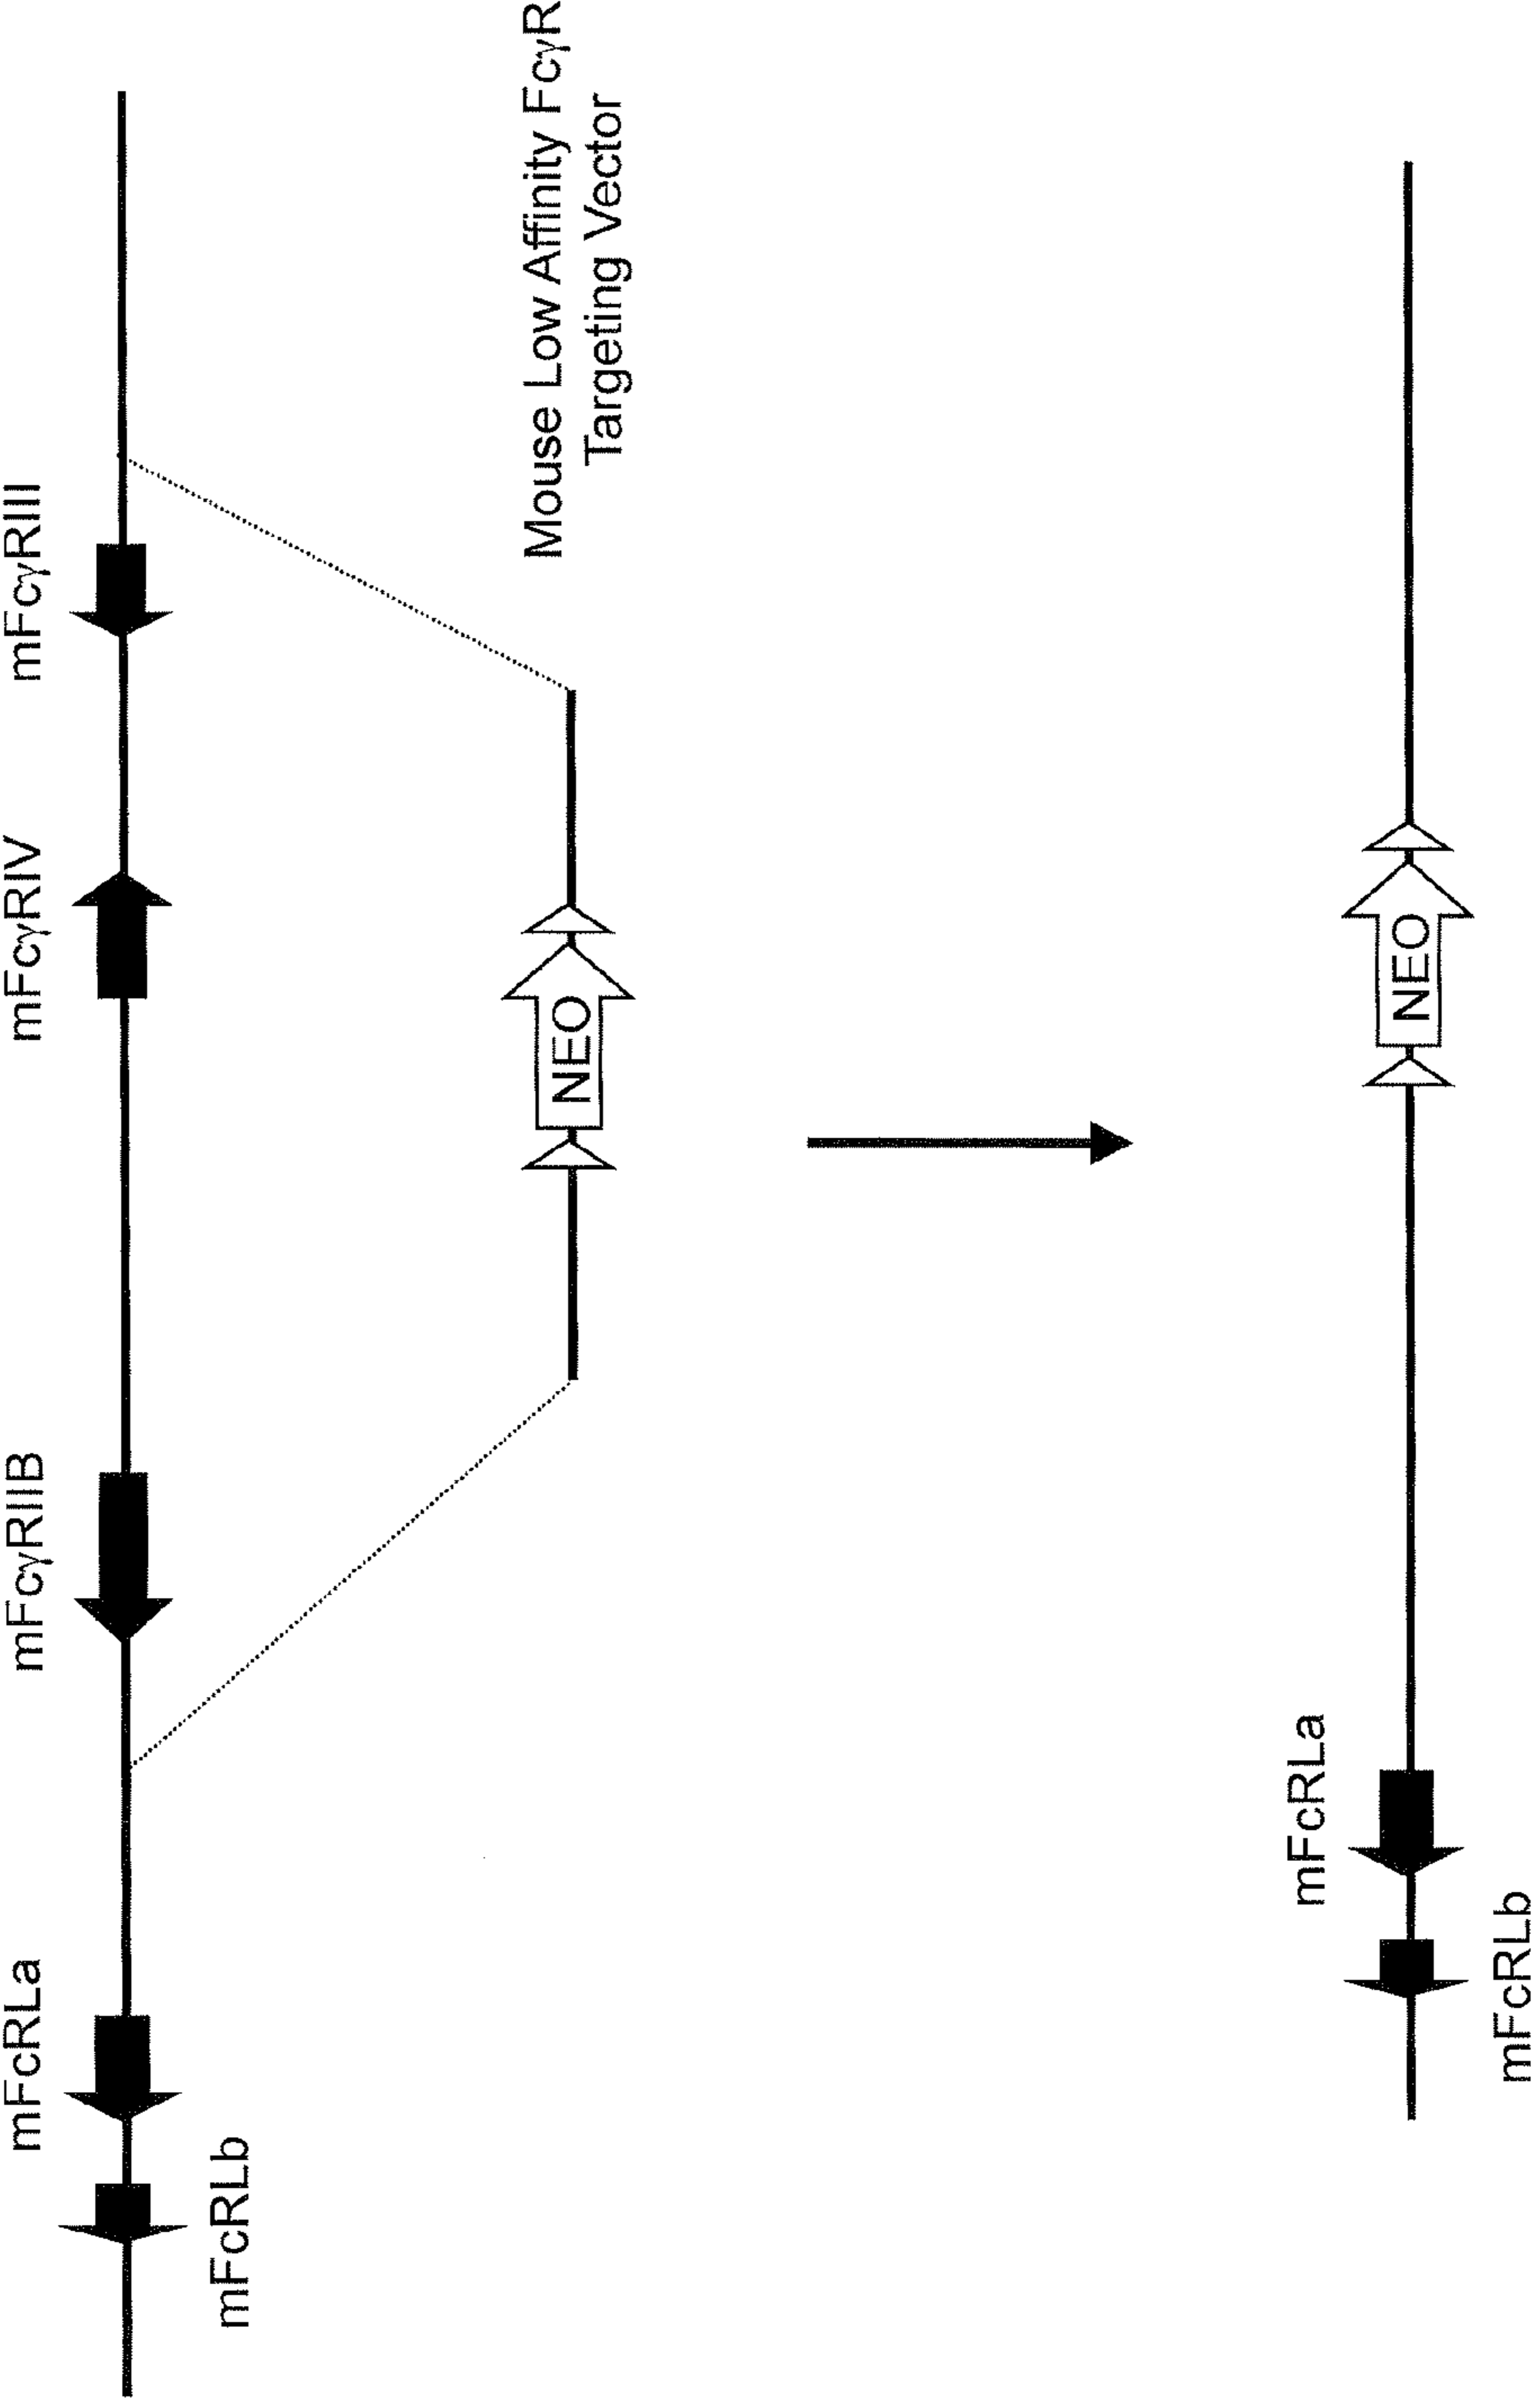 mFcRLa
mFcγRIIB
mFcγRIV
mFcγRIII
mFcRLb
NEO
Mouse Low Affinity FcγR
Targeting Vector
mFcRLa
NEO
mFcRLb